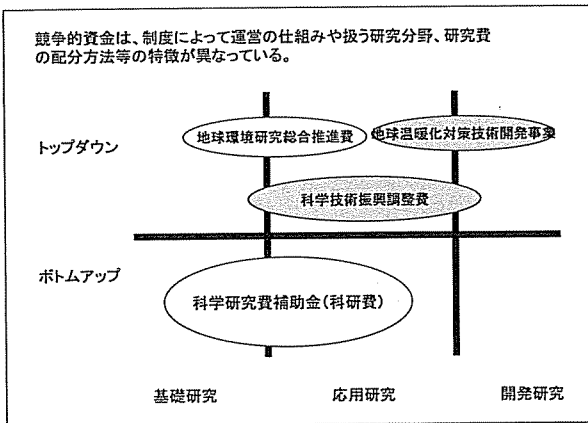 競争的資金は、制度によって運営の仕組みや扱う研究分野、研究費
の配分方法等の特徴が異なっている。
トップダウン
地球環境研究総合推進費
地球温暖化対策技術開発事業
科学技術振興調整費
ボトムアップ
科学研究費補助金(科研費)
基礎研究
応用研究
開発研究